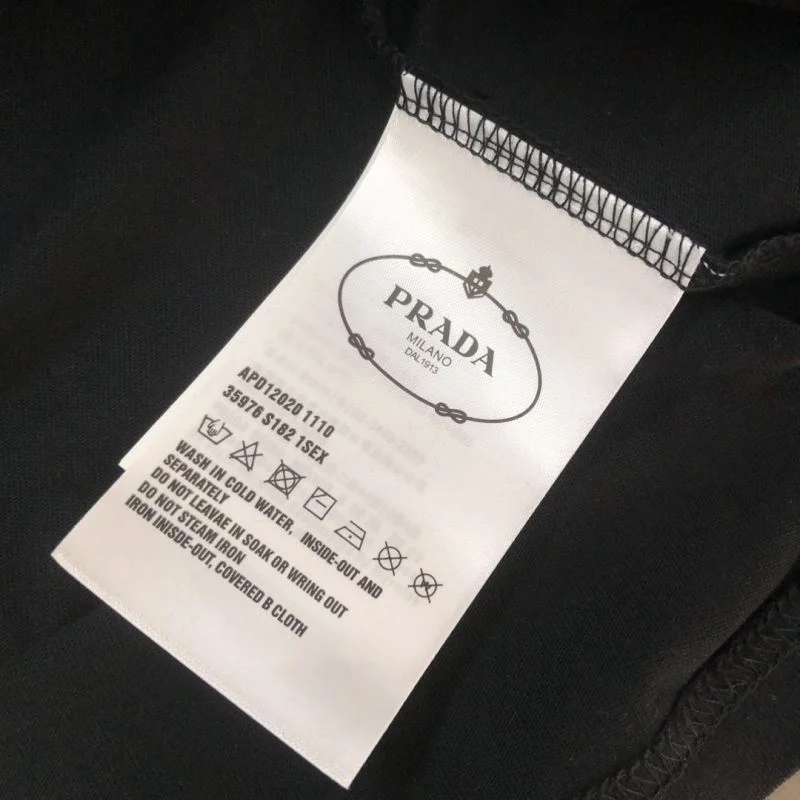 PRADA
MILANO
DAL1913
APD12020 1110
35976 S182 1SEX
WASH IN COLD WATER, INSIDE-OUT AND
SEPARATELY
DO NOT LEAVAE IN SOAK OR WRING OUT
DO NOT STEAM IRON
IRON INISDE-OUT, COVERED B CLOTH